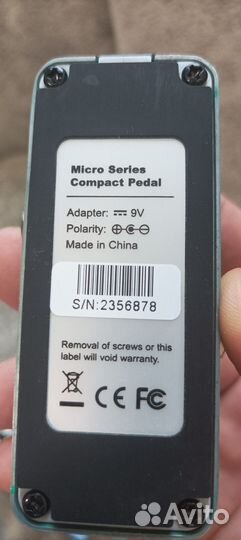 Micro Series
Compact Pedal
Adapter: ⎓ 9V
Polarity: ⊕-C-⊖
Made in China
S/N:2356878
Removal of screws or this
label will void warranty.
CE FC
Avito